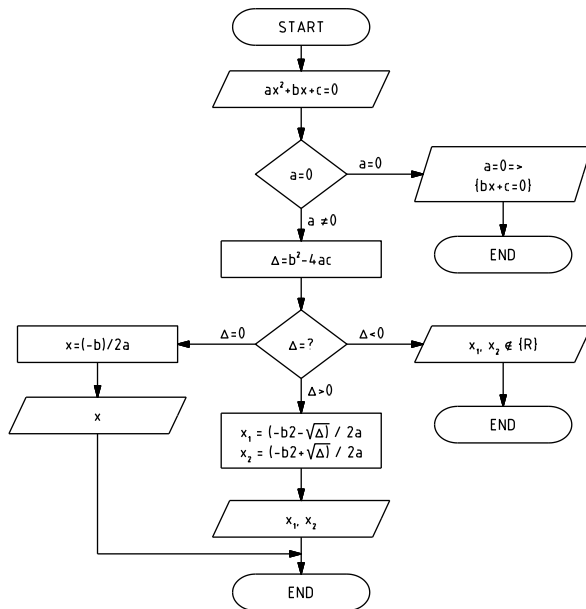 START
ax²+bx+c=0
a=0
a=0
a=0=>
{bx+c=0}
END
a ≠0
Δ=b²-4ac
Δ=0
Δ=?
Δ<0
x=(-b)/2a
x₁, x₂ ∉ {R}
END
Δ>0
x
x₁ = (-b2-√Δ) / 2a
x₂ = (-b2+√Δ) / 2a
x₁, x₂
END